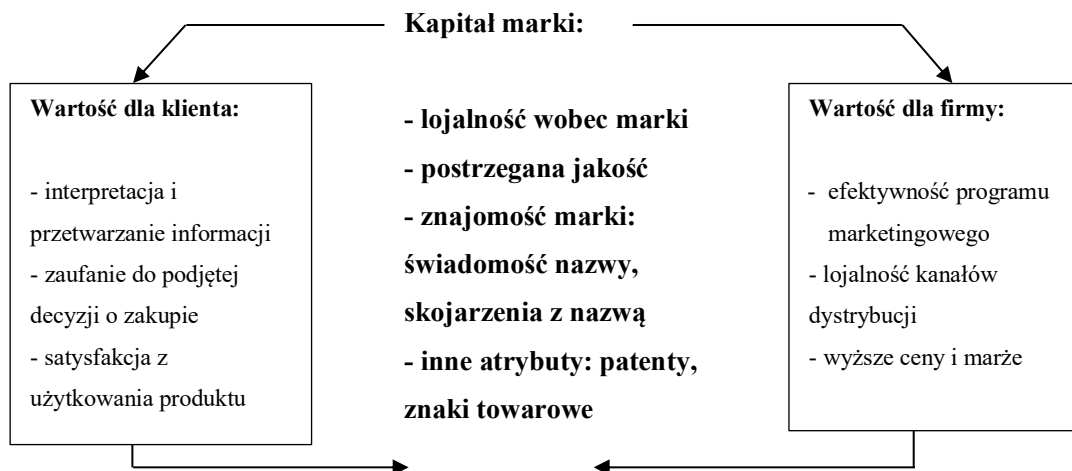 Kapitał marki:
Wartość dla klienta:
- interpretacja i
przetwarzanie informacji
- zaufanie do podjętej
decyzji o zakupie
- satysfakcja z
użytkowania produktu
- lojalność wobec marki
- postrzegana jakość
- znajomość marki:
świadomość nazwy,
skojarzenia z nazwą
- inne atrybuty: patenty,
znaki towarowe
Wartość dla firmy:
- efektywność programu
marketingowego
- lojalność kanałów
dystrybucji
- wyższe ceny i marże